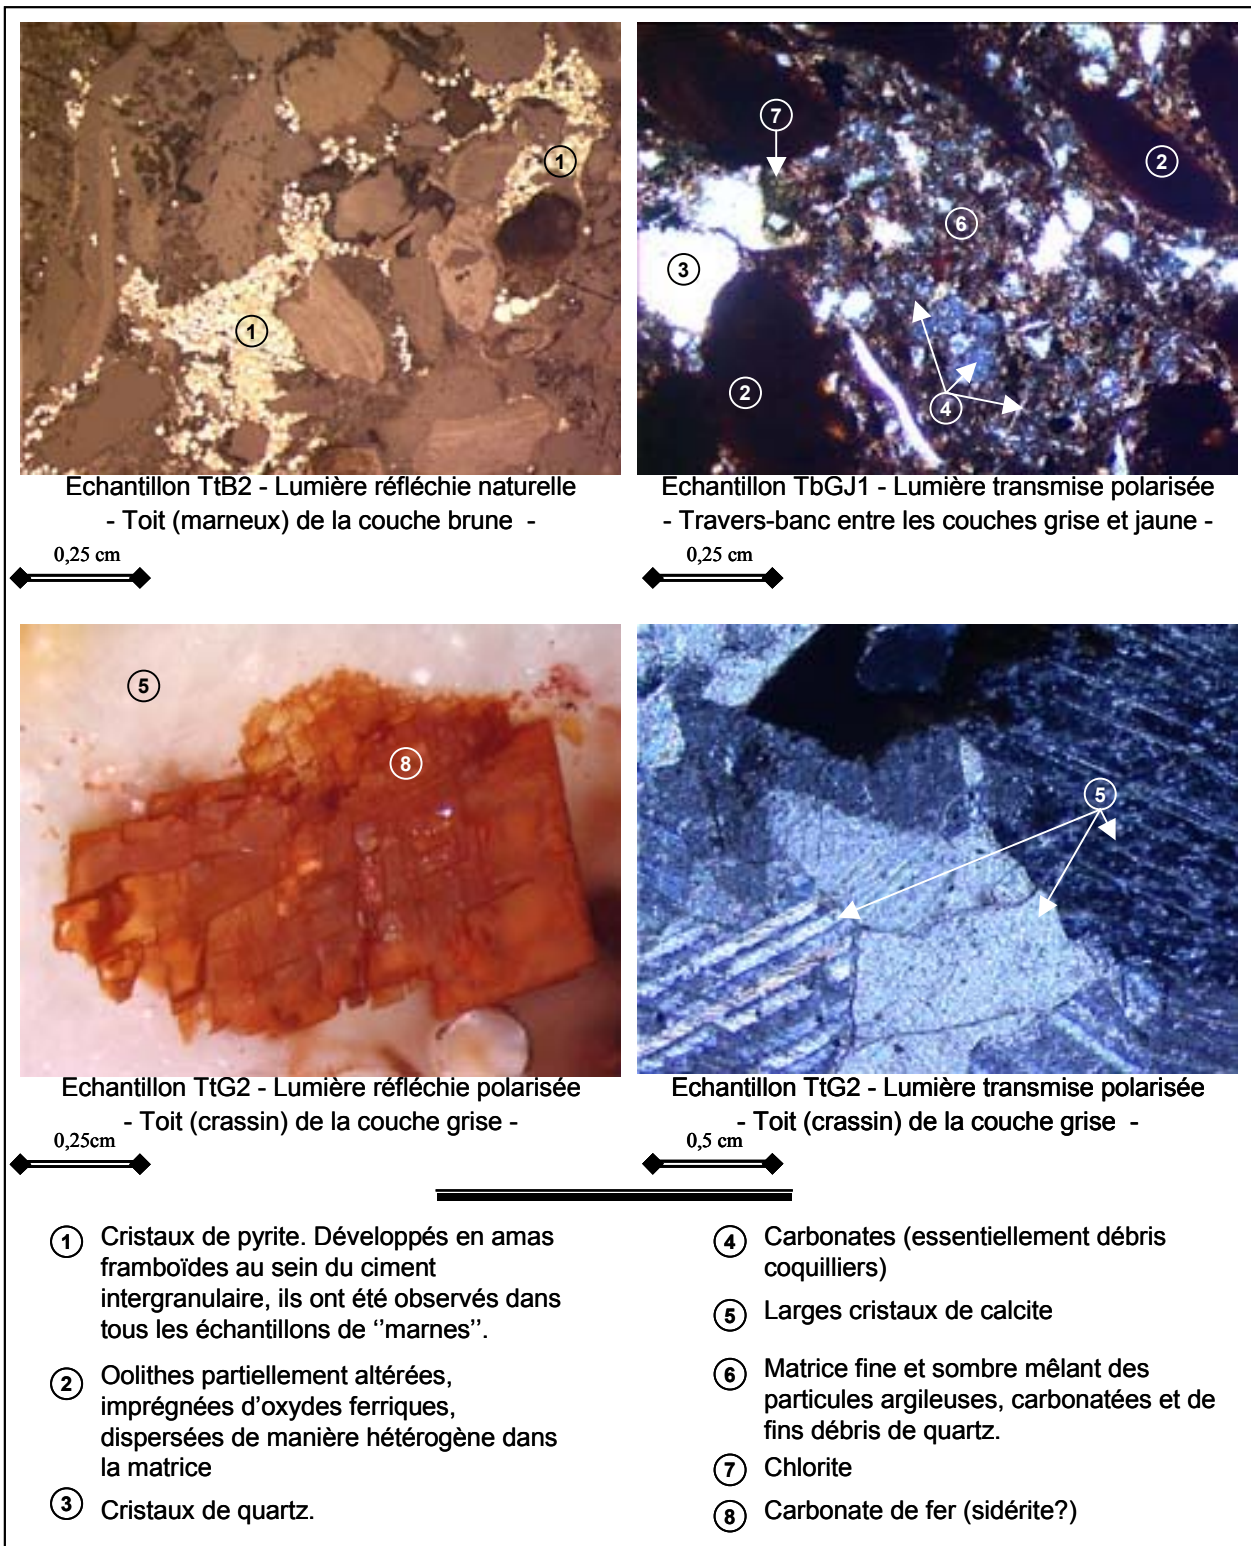 7
1
2
6
3
1
2
4
Echantillon TtB2 - Lumière réfléchie naturelle
- Toit (marneux) de la couche brune -
0,25 cm
Echantillon TbGJ1 - Lumière transmise polarisée
- Travers-banc entre les couches grise et jaune -
0,25 cm
5
8
5
Echantillon TtG2 - Lumière réfléchie polarisée
- Toit (crassin) de la couche grise -
0,25cm
Echantillon TtG2 - Lumière transmise polarisée
- Toit (crassin) de la couche grise -
0,5 cm
1 Cristaux de pyrite. Développés en amas
framboïdes au sein du ciment
intergranulaire, ils ont été observés dans
tous les échantillons de ‘’marnes’’.
2 Oolithes partiellement altérées,
imprégnées d'oxydes ferriques,
dispersées de manière hétérogène dans
la matrice
3 Cristaux de quartz.
4 Carbonates (essentiellement débris
coquilliers)
5 Larges cristaux de calcite
6 Matrice fine et sombre mêlant des
particules argileuses, carbonatées et de
fins débris de quartz.
7 Chlorite
8 Carbonate de fer (sidérite?)